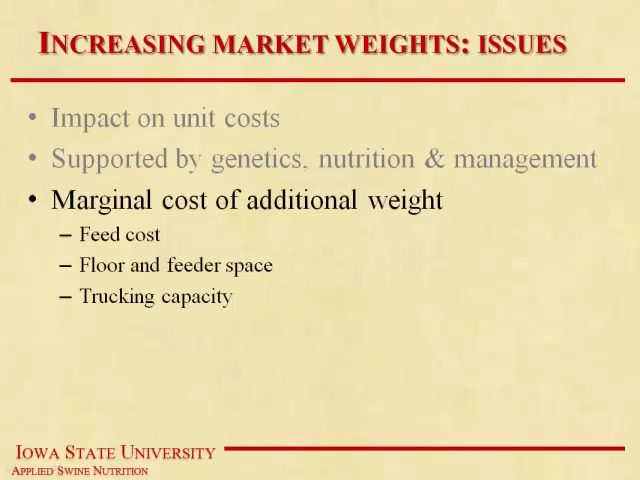 INCREASING MARKET WEIGHTS: ISSUES
• Impact on unit costs
• Supported by genetics, nutrition & management
• Marginal cost of additional weight
– Feed cost
– Floor and feeder space
– Trucking capacity
IOWA STATE UNIVERSITY
APPLIED SWINE NUTRITION